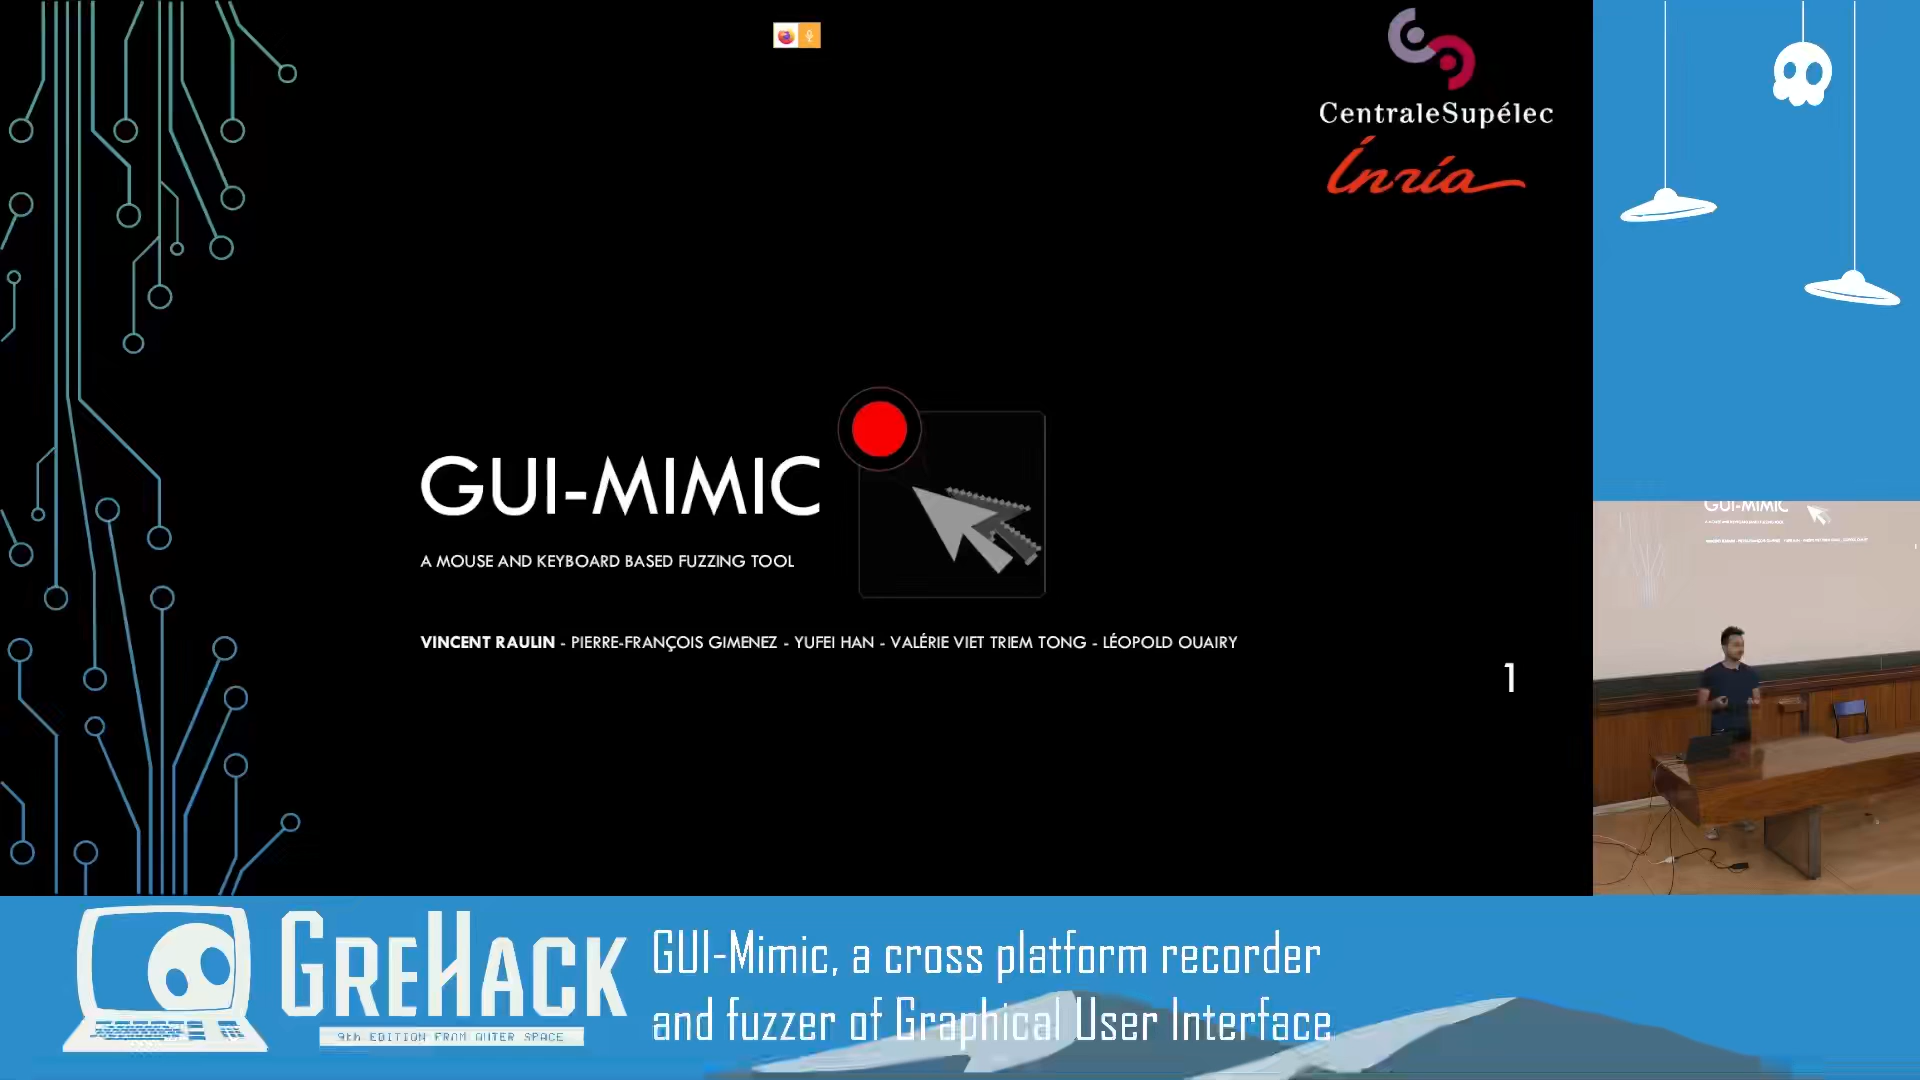 CentraleSupélec
Inria
GUI-MIMIC
A MOUSE AND KEYBOARD BASED FUZZING TOOL
VINCENT RAULIN - PIERRE-FRANÇOIS GIMENEZ - YUFEI HAN - VALÉRIE VIET TRIEM TONG - LÉOPOLD OUAIRY
1
GUI-MIMIC
GREHACK
9th EDITION FROM OUTER SPACE
GUI-Mimic, a cross platform recorder
and fuzzer of Graphical User Interface